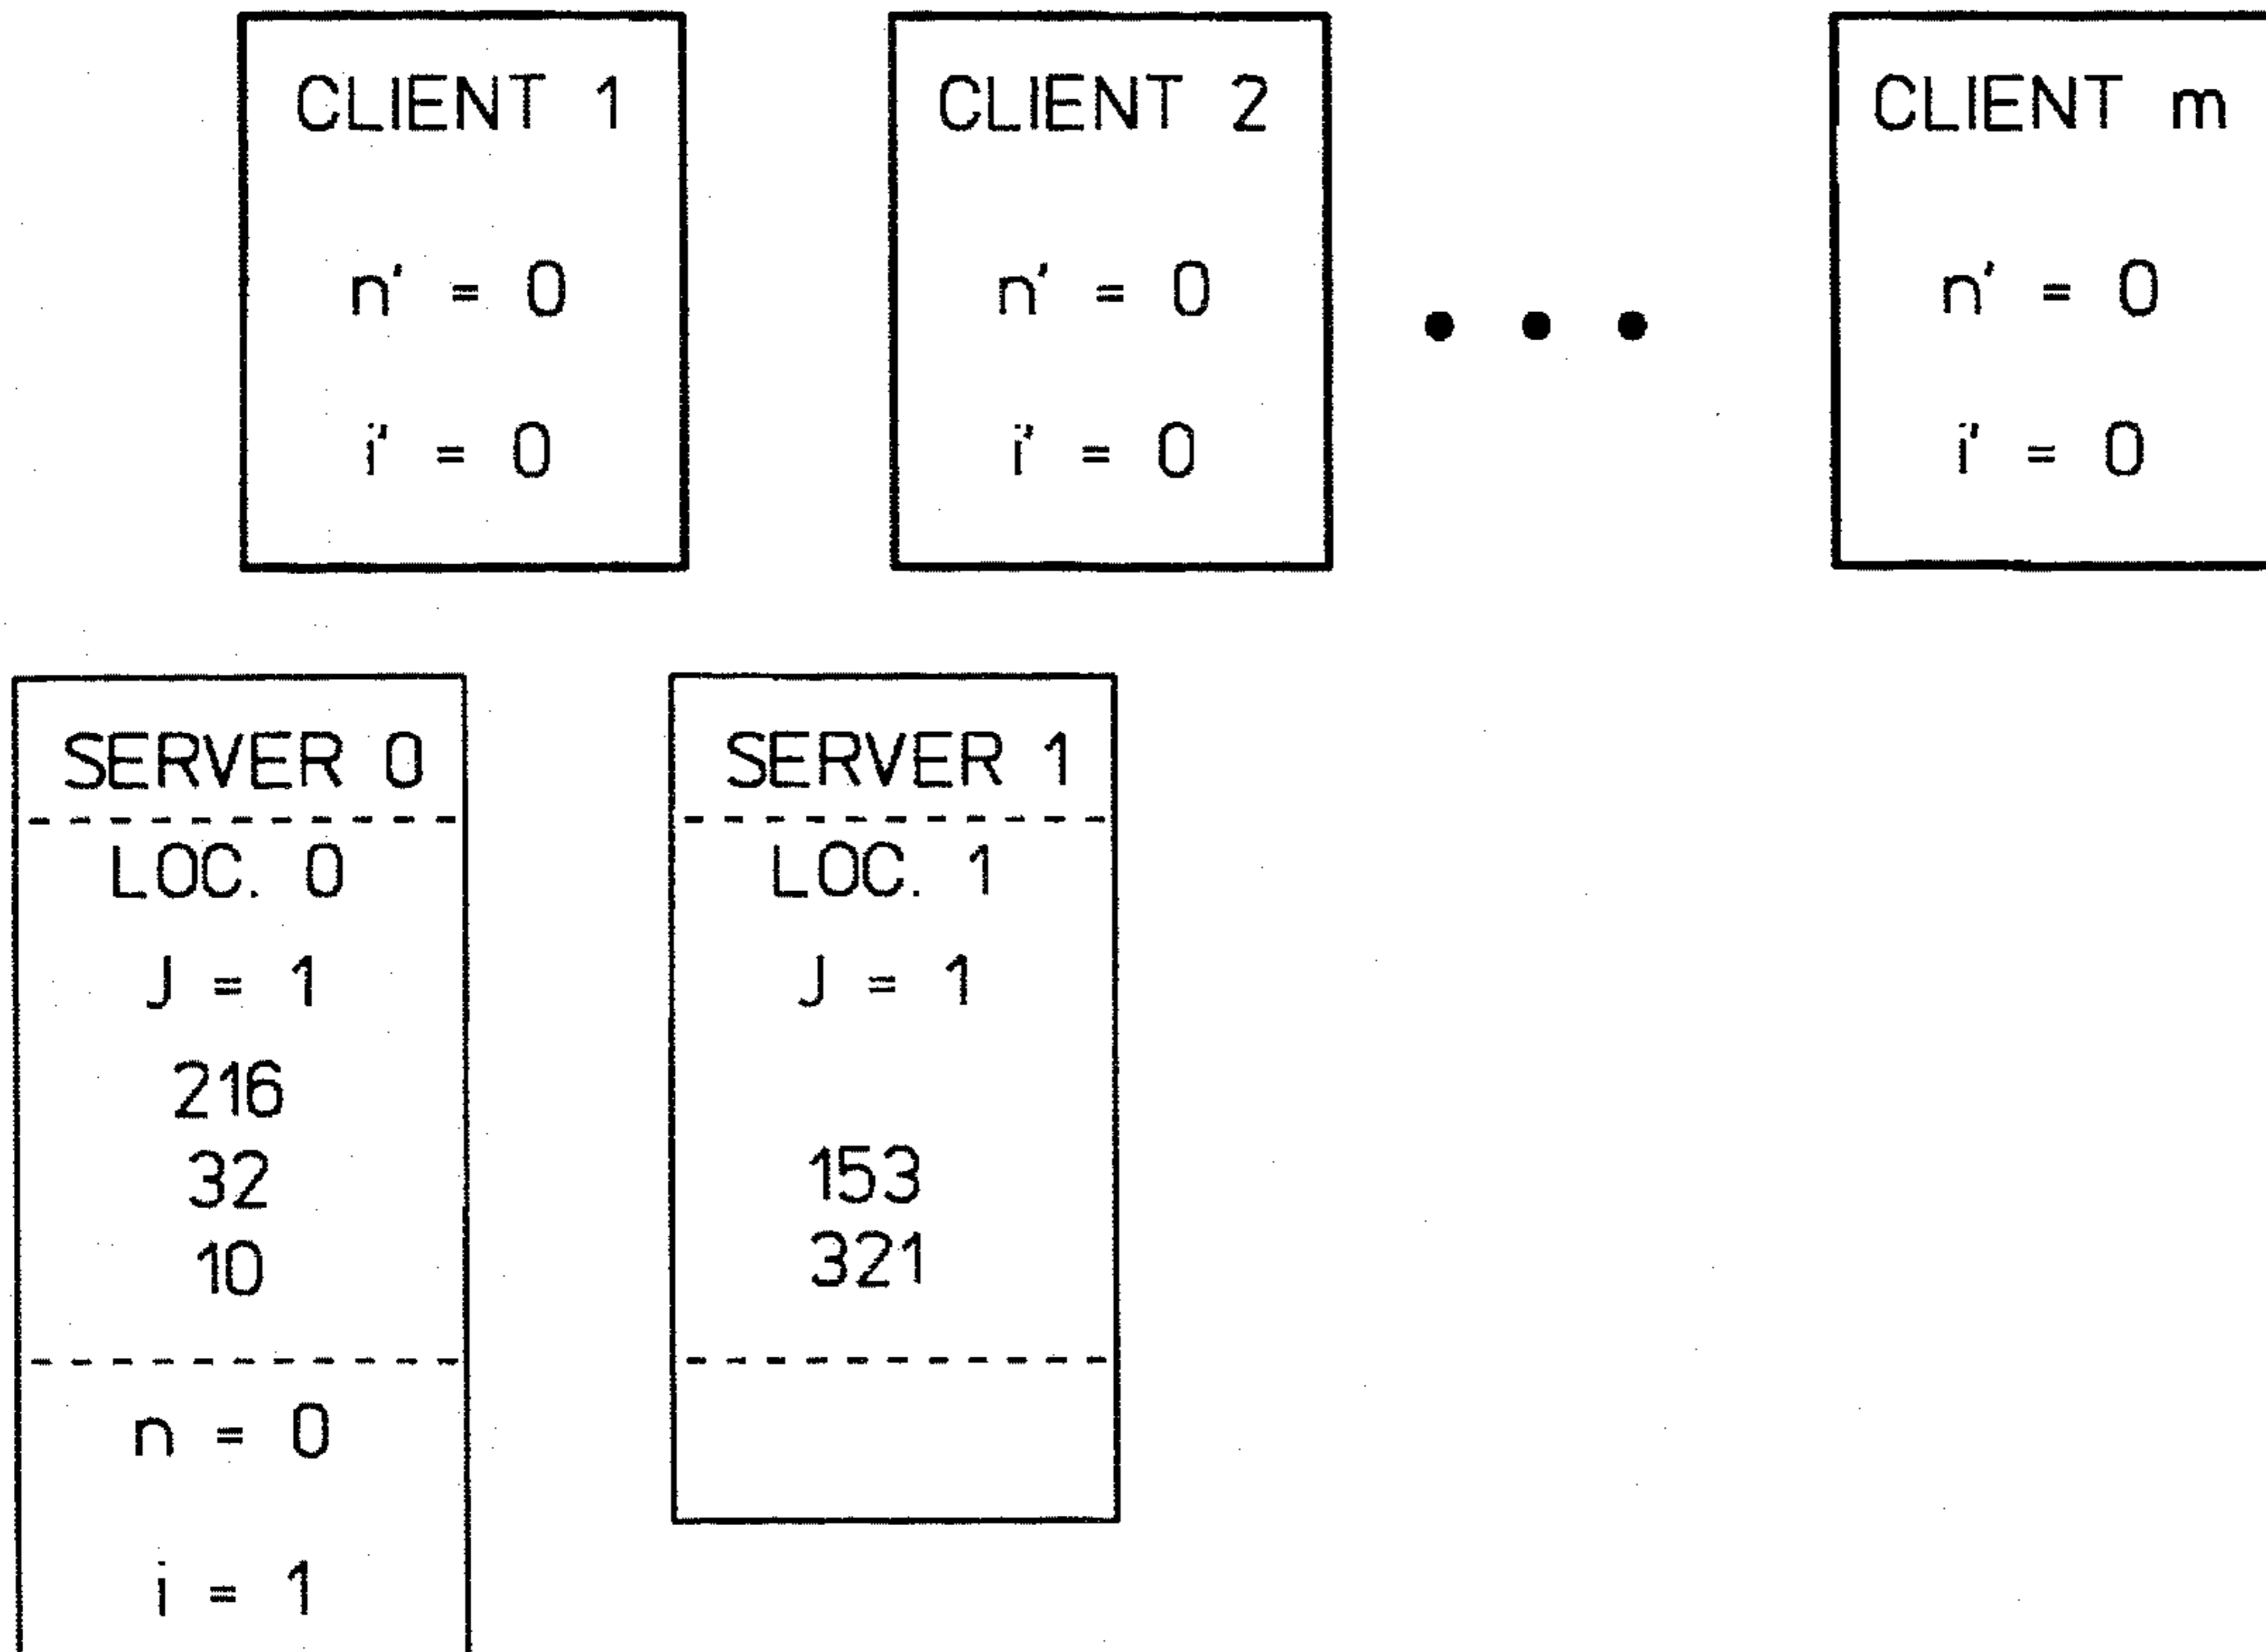 CLIENT 1
n' = 0
i' = 0
CLIENT 2
n' = 0
i' = 0
CLIENT m
n' = 0
i' = 0
SERVER 0
LOC. 0
J = 1
216
32
10
n = 0
i = 1
SERVER 1
LOC. 1
J = 1
153
321